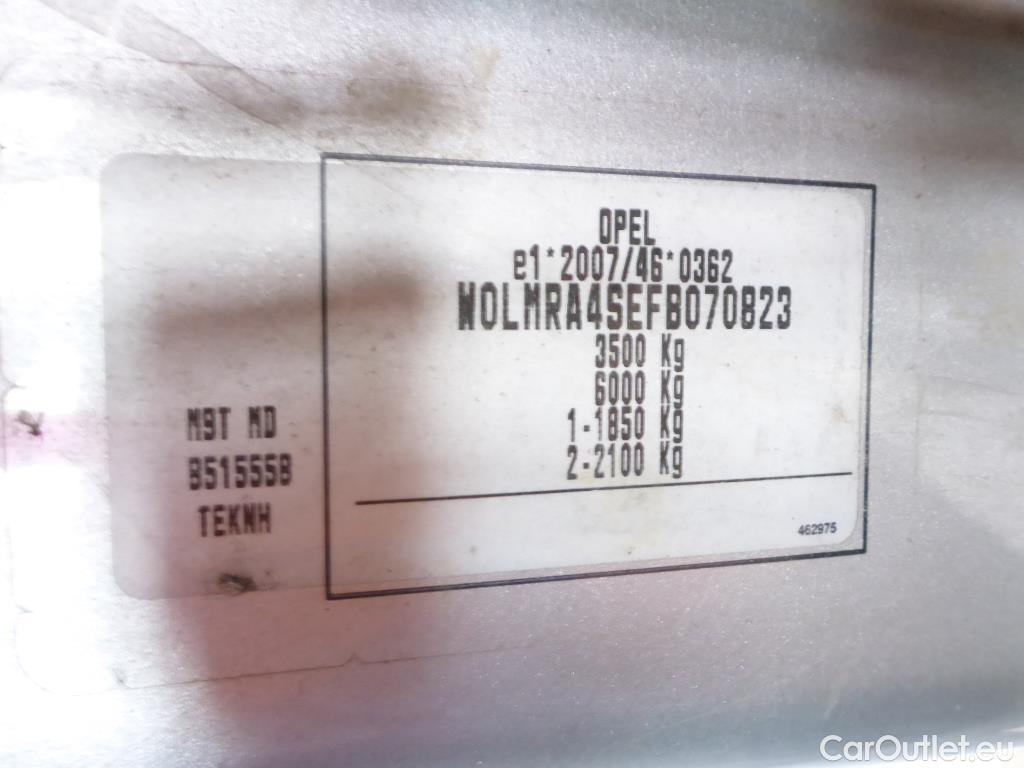 OPEL
e1*2007/46*0362
W0LMRA4SEFB070823
3500 Kg
6000 Kg
1-1850 Kg
2-2100 Kg
M9T MD
B515558
TEKNH
462975
CarOutlet.eu